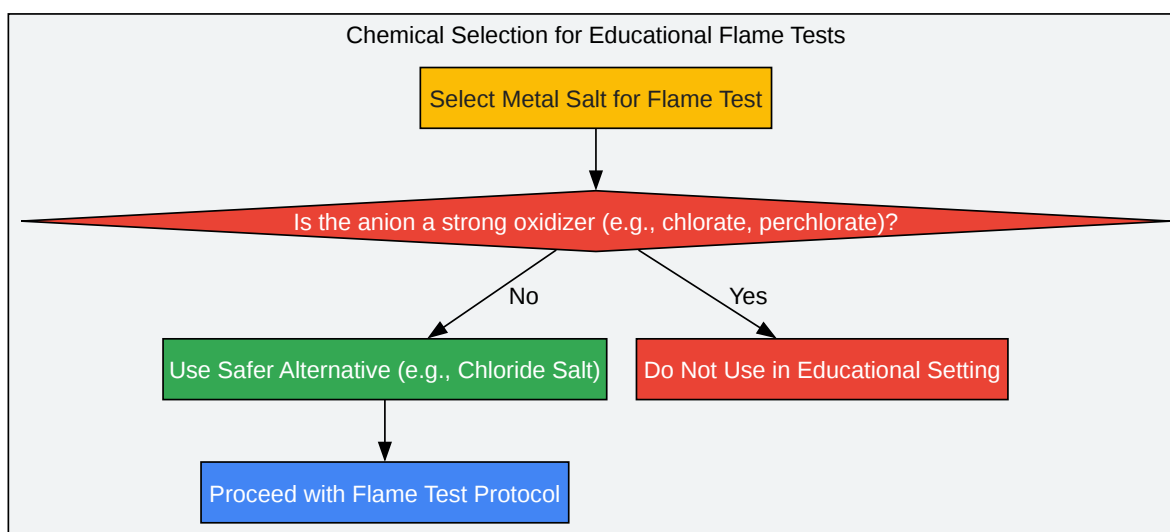 Chemical Selection for Educational Flame Tests
Select Metal Salt for Flame Test
Is the anion a strong oxidizer (e.g., chlorate, perchlorate)?
No
Yes
Use Safer Alternative (e.g., Chloride Salt)
Do Not Use in Educational Setting
Proceed with Flame Test Protocol